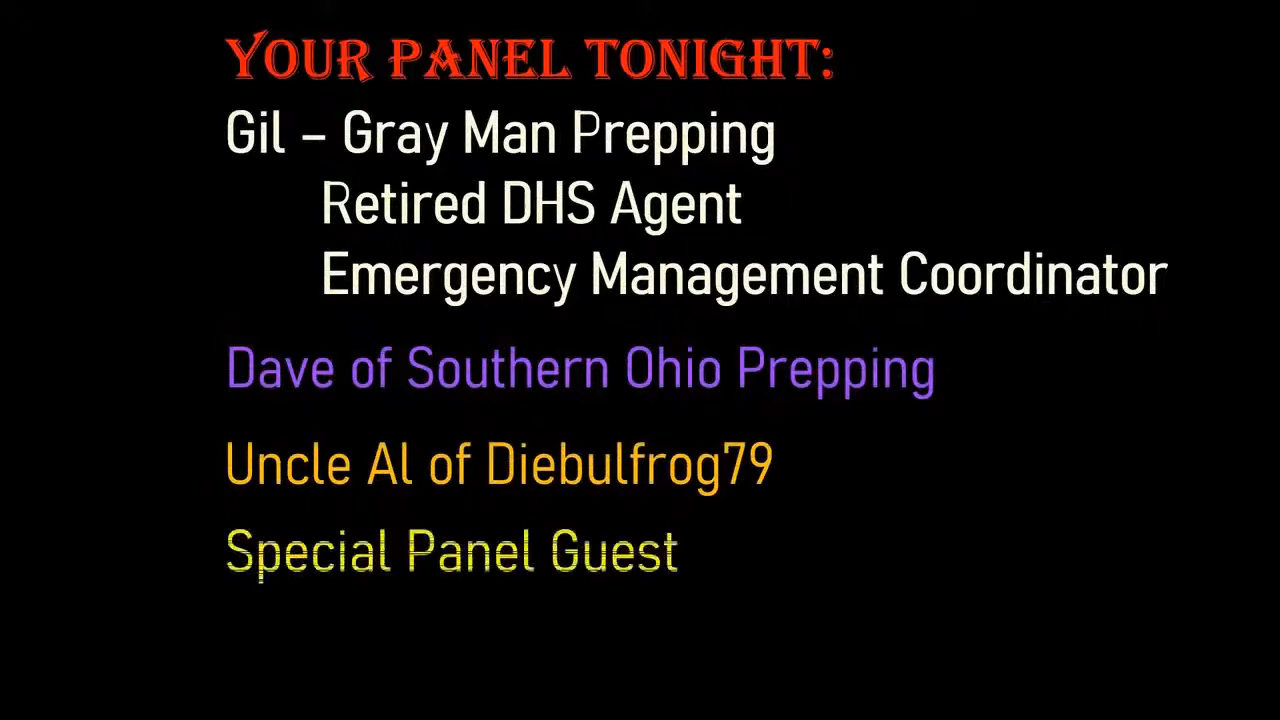 YOUR PANEL TONIGHT:
Gil – Gray Man Prepping
Retired DHS Agent
Emergency Management Coordinator
Dave of Southern Ohio Prepping
Uncle Al of Diebulfrog79
Special Panel Guest